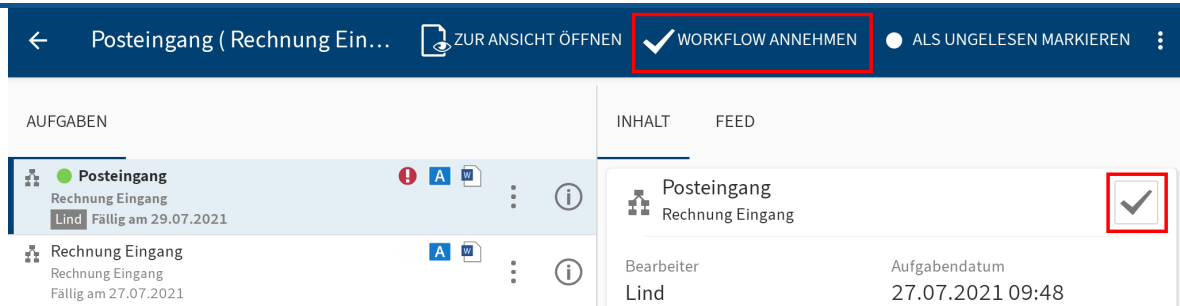 Posteingang ( Rechnung Ein...
ZUR ANSICHT ÖFFNEN
WORKFLOW ANNEHMEN
ALS UNGELESEN MARKIEREN
AUFGABEN
Posteingang
A
W
Rechnung Eingang
Lind Fällig am 29.07.2021
Rechnung Eingang
A
W
Rechnung Eingang
Fällig am 27.07.2021
INHALT
FEED
Posteingang
Rechnung Eingang
Bearbeiter
Lind
Aufgabendatum
27.07.2021 09:48